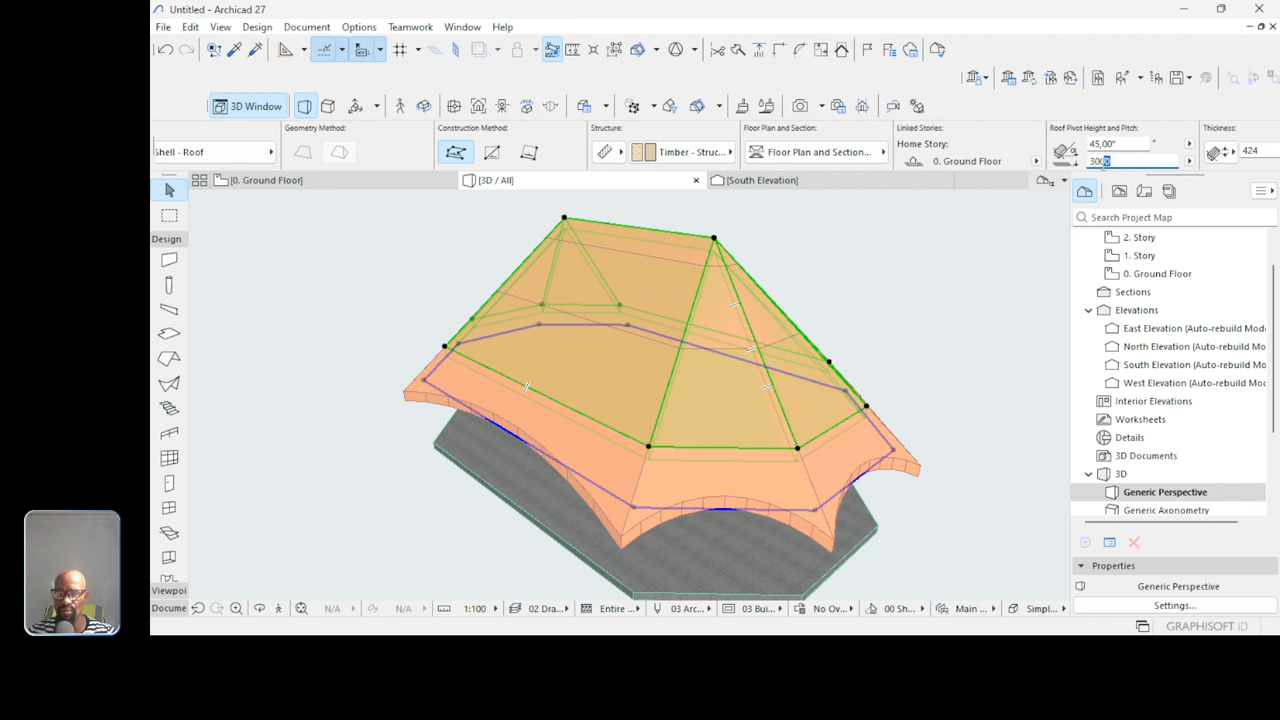 Untitled - Archicad 27
File Edit View Design Document Options Teamwork Window Help
3D Window
Geometry Method:
Construction Method:
Structure:
Floor Plan and Section:
Linked Stories:
Roof Pivot Height and Pitch:
Thickness:
Shell - Roof
Timber - Struc...
Floor Plan and Section...
Home Story:
0. Ground Floor
45,00°
°
3000
424
[0. Ground Floor]
[3D / All]
[South Elevation]
Design
Search Project Map
2. Story
1. Story
0. Ground Floor
Sections
Elevations
East Elevation (Auto-rebuild Mode
North Elevation (Auto-rebuild Mo
South Elevation (Auto-rebuild Mo
West Elevation (Auto-rebuild Mod
Interior Elevations
Worksheets
Details
3D Documents
3D
Generic Perspective
Generic Axonometry
Properties
Generic Perspective
Settings...
Viewpoi
Docume
N/A
N/A
1:100
02 Dra...
Entire ...
03 Arc...
03 Bui...
No Ov...
00 Sh...
Main ...
Simpl...
GRAPHISOFT ID